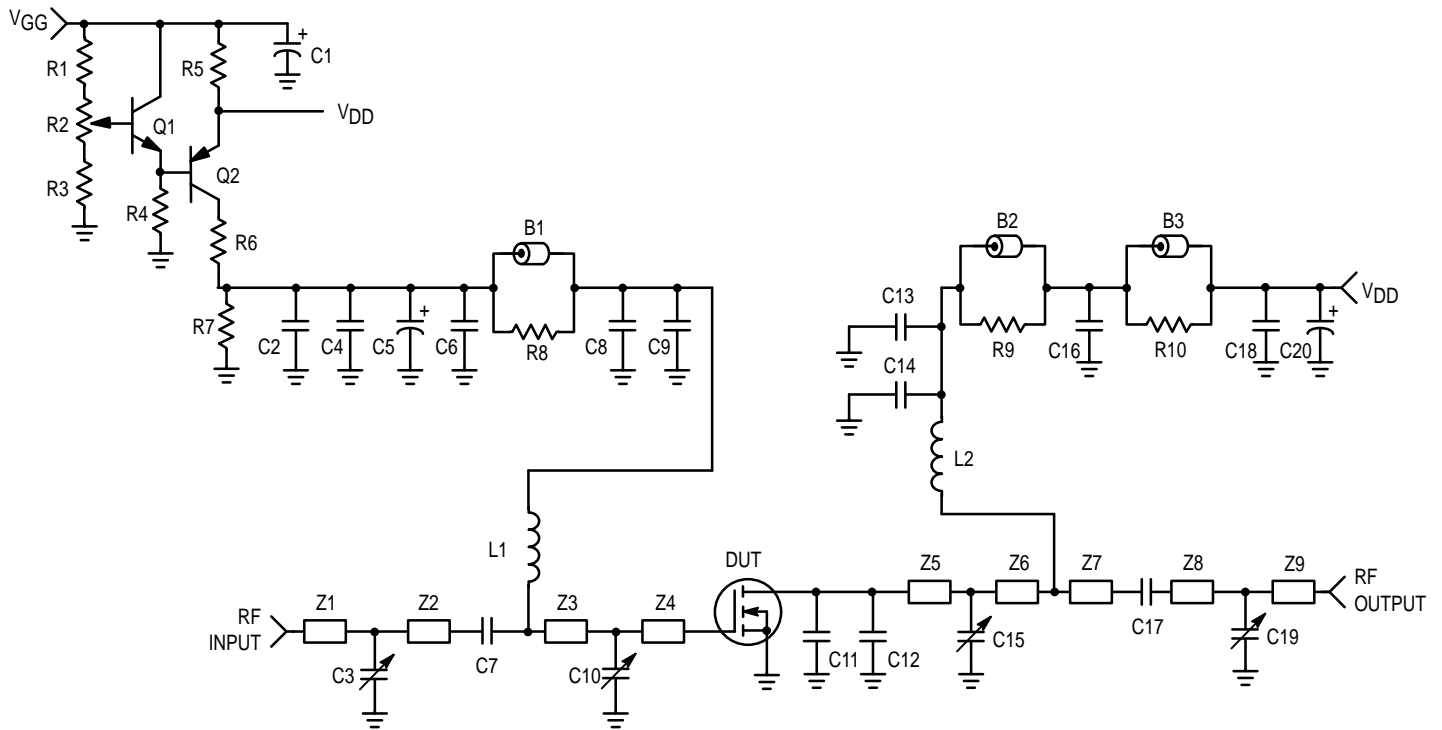 VGG
R1
R5
C1
R2
Q1
VDD
R3
Q2
R4
R6
B1
B2
B3
C13
VDD
R7
C2
C4
C5
C6
R8
C8
C9
R9
C16
R10
C18
C20
C14
L2
L1
DUT
Z5
Z6
Z7
Z8
Z9
RF
OUTPUT
RF
INPUT
Z1
Z2
Z3
Z4
C3
C7
C10
C11
C12
C15
C17
C19
+
+
+